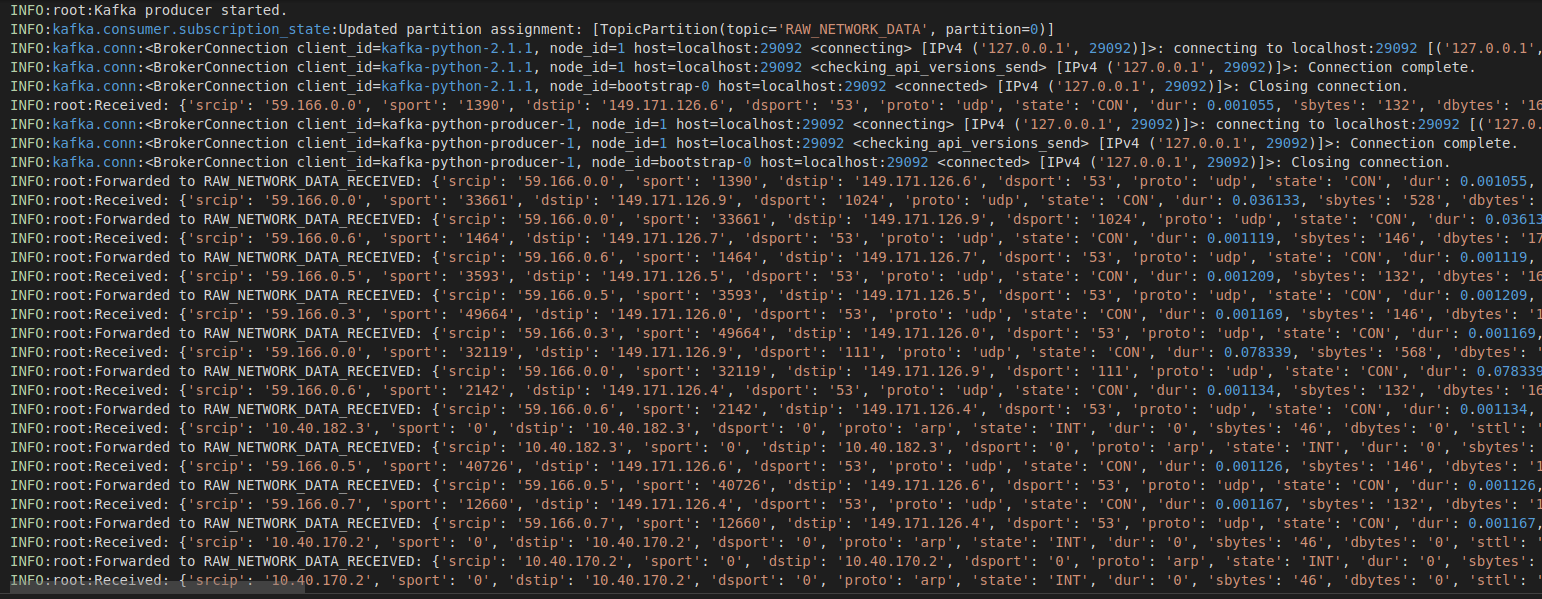 INFO:root:Kafka producer started.
INFO:kafka.consumer.subscription_state:Updated partition assignment: [TopicPartition(topic='RAW_NETWORK_DATA', partition=0)]
INFO:kafka.conn:<BrokerConnection client_id=kafka-python-2.1.1, node_id=1 host=localhost:29092 <connecting> [IPv4 ('127.0.0.1', 29092)]>: connecting to localhost:29092 [('127.0.0.1',
INFO:kafka.conn:<BrokerConnection client_id=kafka-python-2.1.1, node_id=1 host=localhost:29092 <checking_api_versions_send> [IPv4 ('127.0.0.1', 29092)]>: Connection complete.
INFO:kafka.conn:<BrokerConnection client_id=kafka-python-2.1.1, node_id=bootstrap-0 host=localhost:29092 <connected> [IPv4 ('127.0.0.1', 29092)]>: Closing connection.
INFO:root:Received: {'srcip': '59.166.0.0', 'sport': '1390', 'dstip': '149.171.126.6', 'dsport': '53', 'proto': 'udp', 'state': 'CON', 'dur': 0.001055, 'sbytes': '132', 'dbytes': '16
INFO:kafka.conn:<BrokerConnection client_id=kafka-python-producer-1, node_id=1 host=localhost:29092 <connecting> [IPv4 ('127.0.0.1', 29092)]>: connecting to localhost:29092 [('127.0.
INFO:kafka.conn:<BrokerConnection client_id=kafka-python-producer-1, node_id=1 host=localhost:29092 <checking_api_versions_send> [IPv4 ('127.0.0.1', 29092)]>: Connection complete.
INFO:kafka.conn:<BrokerConnection client_id=kafka-python-producer-1, node_id=bootstrap-0 host=localhost:29092 <connected> [IPv4 ('127.0.0.1', 29092)]>: Closing connection.
INFO:root:Forwarded to RAW_NETWORK_DATA_RECEIVED: {'srcip': '59.166.0.0', 'sport': '1390', 'dstip': '149.171.126.6', 'dsport': '53', 'proto': 'udp', 'state': 'CON', 'dur': 0.001055,
INFO:root:Received: {'srcip': '59.166.0.0', 'sport': '33661', 'dstip': '149.171.126.9', 'dsport': '1024', 'proto': 'udp', 'state': 'CON', 'dur': 0.036133, 'sbytes': '528', 'dbytes':
INFO:root:Forwarded to RAW_NETWORK_DATA_RECEIVED: {'srcip': '59.166.0.0', 'sport': '33661', 'dstip': '149.171.126.9', 'dsport': '1024', 'proto': 'udp', 'state': 'CON', 'dur': 0.03613
INFO:root:Received: {'srcip': '59.166.0.6', 'sport': '1464', 'dstip': '149.171.126.7', 'dsport': '53', 'proto': 'udp', 'state': 'CON', 'dur': 0.001119, 'sbytes': '146', 'dbytes': '17
INFO:root:Forwarded to RAW_NETWORK_DATA_RECEIVED: {'srcip': '59.166.0.6', 'sport': '1464', 'dstip': '149.171.126.7', 'dsport': '53', 'proto': 'udp', 'state': 'CON', 'dur': 0.001119,
INFO:root:Received: {'srcip': '59.166.0.5', 'sport': '3593', 'dstip': '149.171.126.5', 'dsport': '53', 'proto': 'udp', 'state': 'CON', 'dur': 0.001209, 'sbytes': '132', 'dbytes': '16
INFO:root:Forwarded to RAW_NETWORK_DATA_RECEIVED: {'srcip': '59.166.0.5', 'sport': '3593', 'dstip': '149.171.126.5', 'dsport': '53', 'proto': 'udp', 'state': 'CON', 'dur': 0.001209,
INFO:root:Received: {'srcip': '59.166.0.3', 'sport': '49664', 'dstip': '149.171.126.0', 'dsport': '53', 'proto': 'udp', 'state': 'CON', 'dur': 0.001169, 'sbytes': '146', 'dbytes': '1
INFO:root:Forwarded to RAW_NETWORK_DATA_RECEIVED: {'srcip': '59.166.0.3', 'sport': '49664', 'dstip': '149.171.126.0', 'dsport': '53', 'proto': 'udp', 'state': 'CON', 'dur': 0.001169,
INFO:root:Received: {'srcip': '59.166.0.0', 'sport': '32119', 'dstip': '149.171.126.9', 'dsport': '111', 'proto': 'udp', 'state': 'CON', 'dur': 0.078339, 'sbytes': '568', 'dbytes': '
INFO:root:Forwarded to RAW_NETWORK_DATA_RECEIVED: {'srcip': '59.166.0.0', 'sport': '32119', 'dstip': '149.171.126.9', 'dsport': '111', 'proto': 'udp', 'state': 'CON', 'dur': 0.078339
INFO:root:Received: {'srcip': '59.166.0.6', 'sport': '2142', 'dstip': '149.171.126.4', 'dsport': '53', 'proto': 'udp', 'state': 'CON', 'dur': 0.001134, 'sbytes': '132', 'dbytes': '16
INFO:root:Forwarded to RAW_NETWORK_DATA_RECEIVED: {'srcip': '59.166.0.6', 'sport': '2142', 'dstip': '149.171.126.4', 'dsport': '53', 'proto': 'udp', 'state': 'CON', 'dur': 0.001134,
INFO:root:Received: {'srcip': '10.40.182.3', 'sport': '0', 'dstip': '10.40.182.3', 'dsport': '0', 'proto': 'arp', 'state': 'INT', 'dur': 0, 'sbytes': '46', 'dbytes': '0', 'sttl': '
INFO:root:Forwarded to RAW_NETWORK_DATA_RECEIVED: {'srcip': '10.40.182.3', 'sport': '0', 'dstip': '10.40.182.3', 'dsport': '0', 'proto': 'arp', 'state': 'INT', 'dur': 0, 'sbytes': '
INFO:root:Received: {'srcip': '59.166.0.5', 'sport': '40726', 'dstip': '149.171.126.6', 'dsport': '53', 'proto': 'udp', 'state': 'CON', 'dur': 0.001126, 'sbytes': '146', 'dbytes': '1
INFO:root:Forwarded to RAW_NETWORK_DATA_RECEIVED: {'srcip': '59.166.0.5', 'sport': '40726', 'dstip': '149.171.126.6', 'dsport': '53', 'proto': 'udp', 'state': 'CON', 'dur': 0.001126,
INFO:root:Received: {'srcip': '59.166.0.7', 'sport': '12660', 'dstip': '149.171.126.4', 'dsport': '53', 'proto': 'udp', 'state': 'CON', 'dur': 0.001167, 'sbytes': '132', 'dbytes': '1
INFO:root:Forwarded to RAW_NETWORK_DATA_RECEIVED: {'srcip': '59.166.0.7', 'sport': '12660', 'dstip': '149.171.126.4', 'dsport': '53', 'proto': 'udp', 'state': 'CON', 'dur': 0.001167,
INFO:root:Received: {'srcip': '10.40.170.2', 'sport': '0', 'dstip': '10.40.170.2', 'dsport': '0', 'proto': 'arp', 'state': 'INT', 'dur': 0, 'sbytes': '46', 'dbytes': '0', 'sttl': '
INFO:root:Forwarded to RAW_NETWORK_DATA_RECEIVED: {'srcip': '10.40.170.2', 'sport': '0', 'dstip': '10.40.170.2', 'dsport': '0', 'proto': 'arp', 'state': 'INT', 'dur': 0, 'sbytes': '
INFO:root:Received: {'srcip': '10.40.170.2', 'sport': '0', 'dstip': '10.40.170.2', 'dsport': '0', 'proto': 'arp', 'state': 'INT', 'dur': 0, 'sbytes': '46', 'dbytes': '0', 'sttl': '